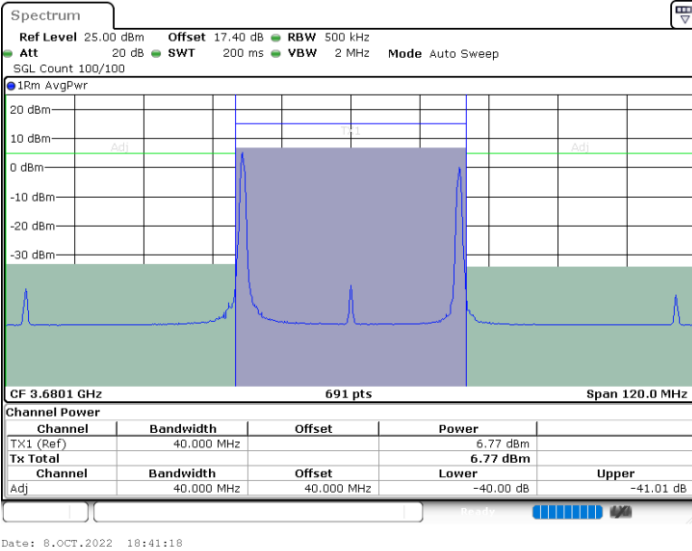 Spectrum
Ref Level 25.00 dBm Offset 17.40 dB RBW 500 kHz
Att 20 dB SWT 200 ms VBW 2 MHz Mode Auto Sweep
SGL Count 100/100
1Rm AvgPwr
20 dBm
TX1
10 dBm
Adj Adj
0 dBm
-10 dBm
-20 dBm
-30 dBm
CF 3.6801 GHz 691 pts Span 120.0 MHz
Channel Power
Channel Bandwidth Offset Power
TX1 (Ref) 40.000 MHz 6.77 dBm
Tx Total 6.77 dBm
Channel Bandwidth Offset Lower Upper
Adj 40.000 MHz 40.000 MHz -40.00 dB -41.01 dB
Ready
Date: 8.OCT.2022 18:41:18